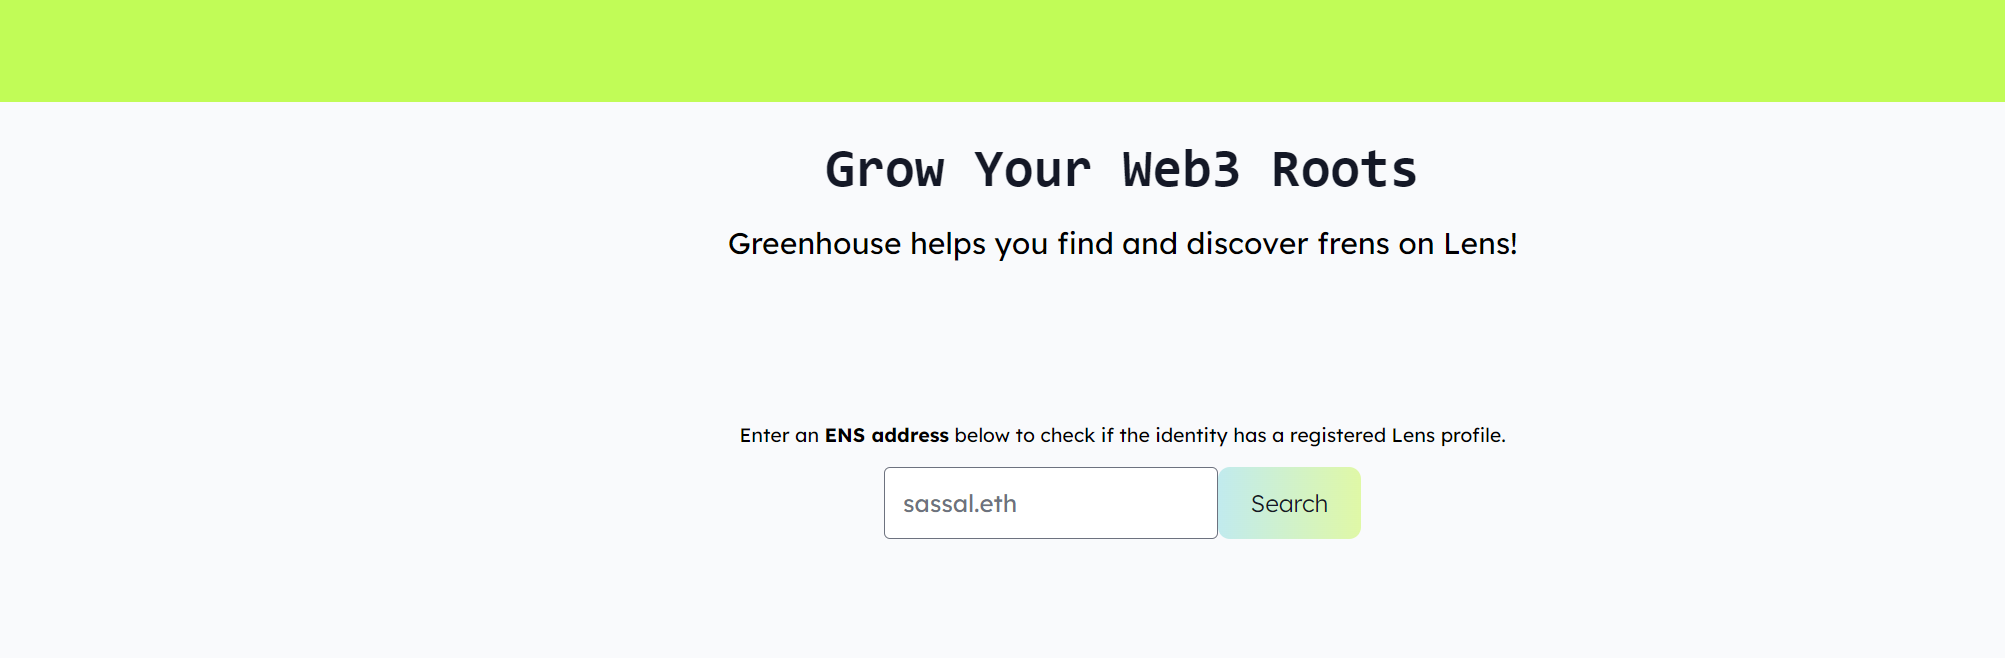 Grow Your Web3 Roots
Greenhouse helps you find and discover frens on Lens!
Enter an ENS address below to check if the identity has a registered Lens profile.
sassal.eth
Search